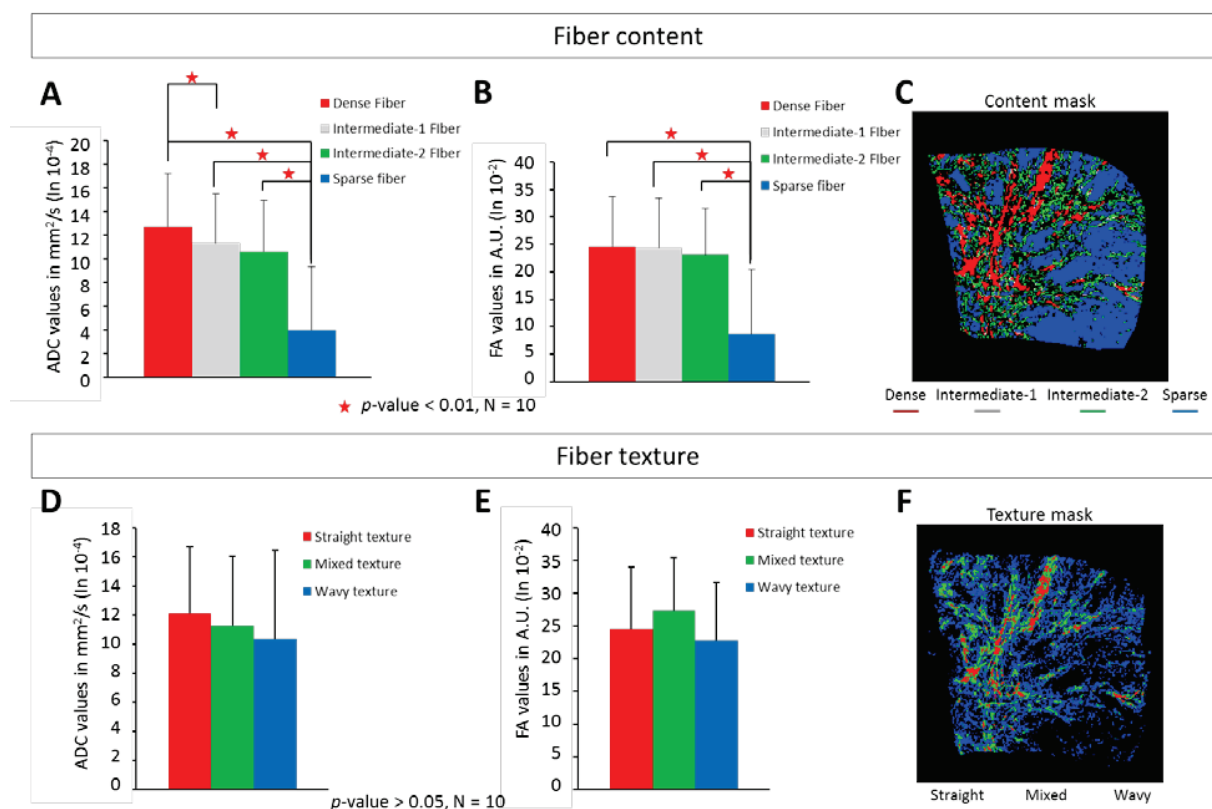 Fiber content
A
ADC values in mm²/s (In 10⁻⁴)
20
18
16
14
12
10
8
6
4
2
0
Dense Fiber
Intermediate-1 FIber
Intermediate-2 FIber
Sparse fiber
B
FA values in A.U. (In 10⁻²)
40
35
30
25
20
15
10
5
0
Dense Fiber
Intermediate-1 FIber
Intermediate-2 FIber
Sparse fiber
★ p-value < 0.01, N = 10
C
Content mask
Dense Intermediate-1 Intermediate-2 Sparse
Fiber texture
D
ADC values in mm²/s (In 10⁻⁴)
18
16
14
12
10
8
6
4
2
0
Straight texture
Mixed texture
Wavy texture
E
FA values in A.U. (In 10⁻²)
40
35
30
25
20
15
10
5
0
Straight texture
Mixed texture
Wavy texture
p-value > 0.05, N = 10
F
Texture mask
Straight Mixed Wavy